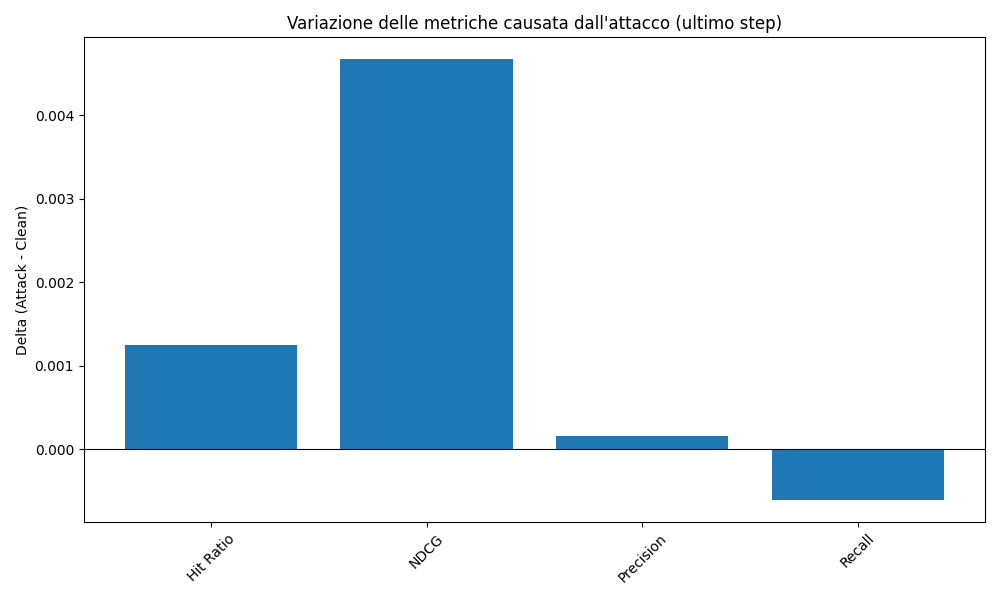 Variazione delle metriche causata dall'attacco (ultimo step)
Delta (Attack - Clean)
0.004
0.003
0.002
0.001
0.000
Hit Ratio
NDCG
Precision
Recall